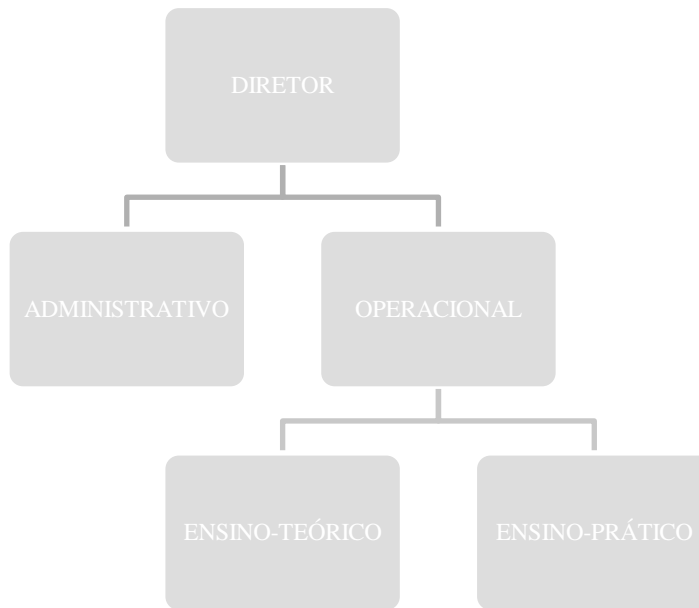 DIRETOR
ADMINISTRATIVO
OPERACIONAL
ENSINO-TEÓRICO
ENSINO-PRÁTICO